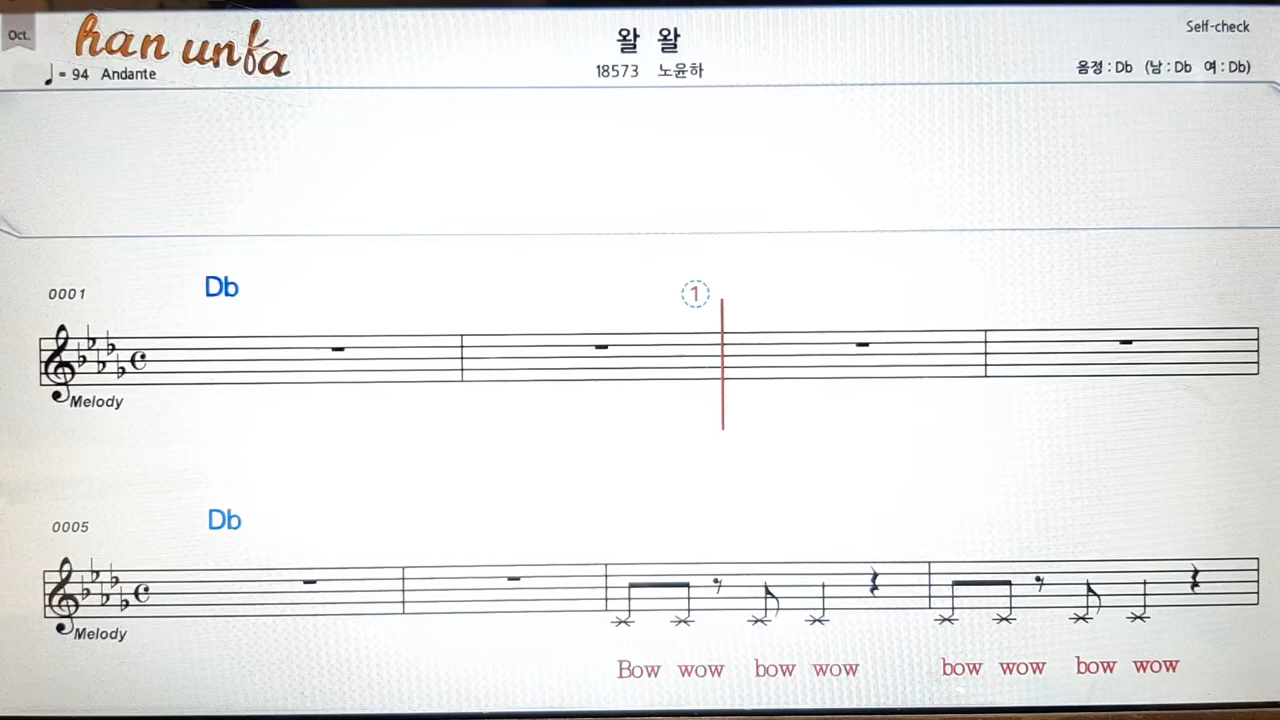 Oct.
han unfa
왈 왈
Self-check
♩ = 94 Andante
18573 노윤하
음정 : Db (남 : Db 여 : Db)
0001
Db
1
Melody
0005
Db
Melody
Bow wow bow wow bow wow bow wow